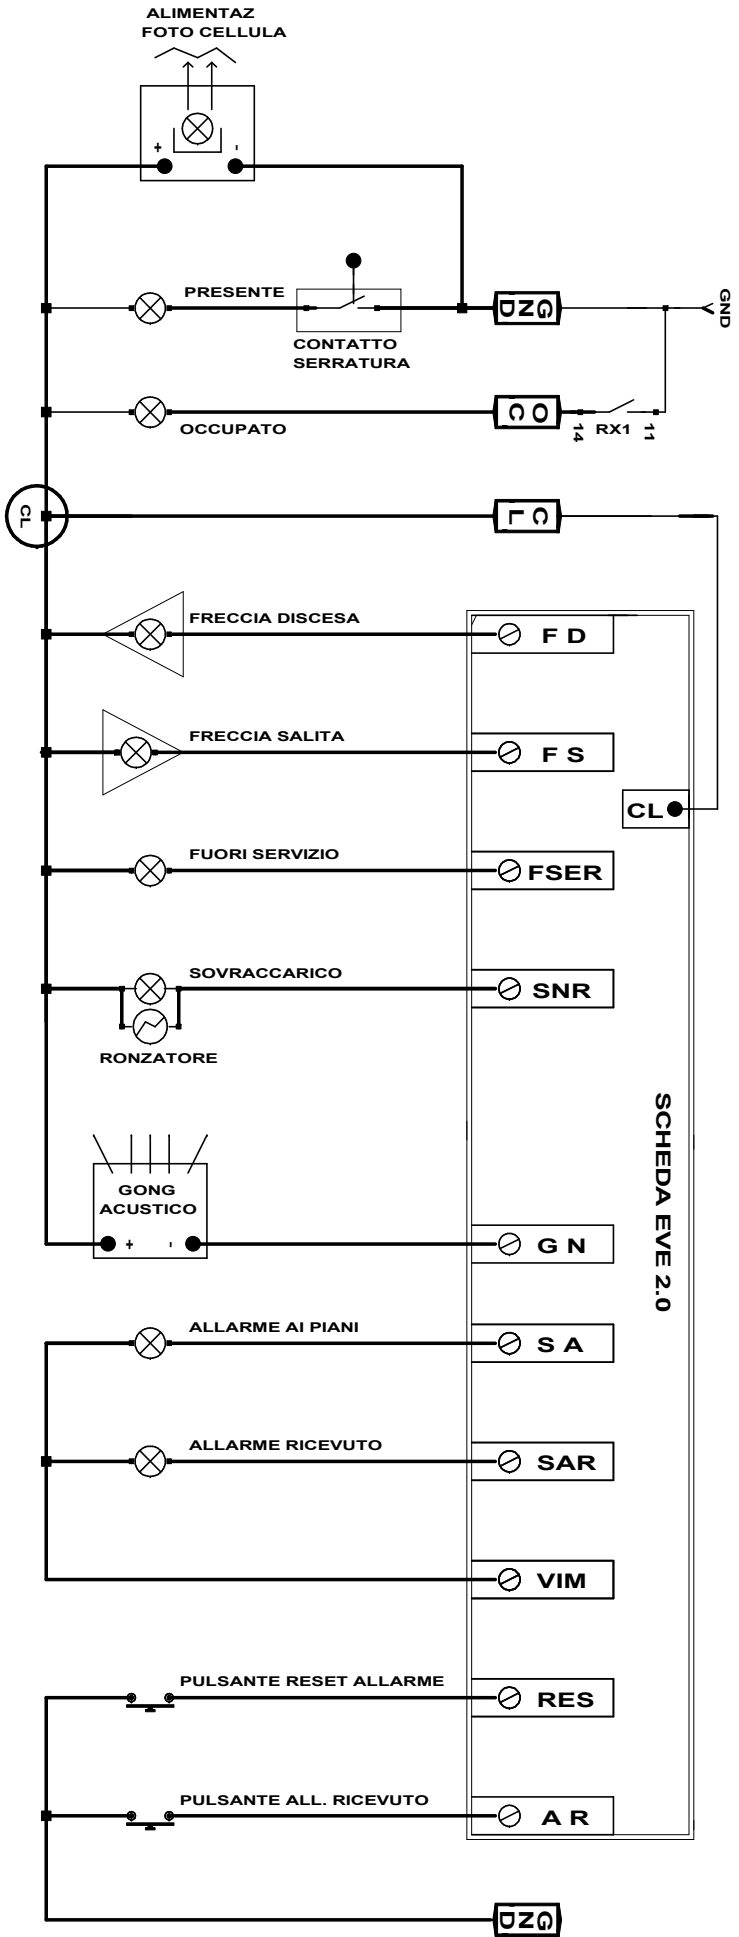 ALIMENTAZ
FOTO CELLULA
+ -
PRESENTE
GND
GND
CONTATTO
SERRATURA
OCCUPATO
OC
14 RX1 11
CL
CL
FRECCIA DISCESA
F D
FRECCIA SALITA
F S
CL
FUORI SERVIZIO
FSER
SOVRACCARICO
SNR
RONZATORE
SCHEDA EVE 2.0
GONG
ACUSTICO
+ -
G N
ALLARME AI PIANI
S A
ALLARME RICEVUTO
SAR
VIM
PULSANTE RESET ALLARME
RES
PULSANTE ALL. RICEVUTO
A R
GND